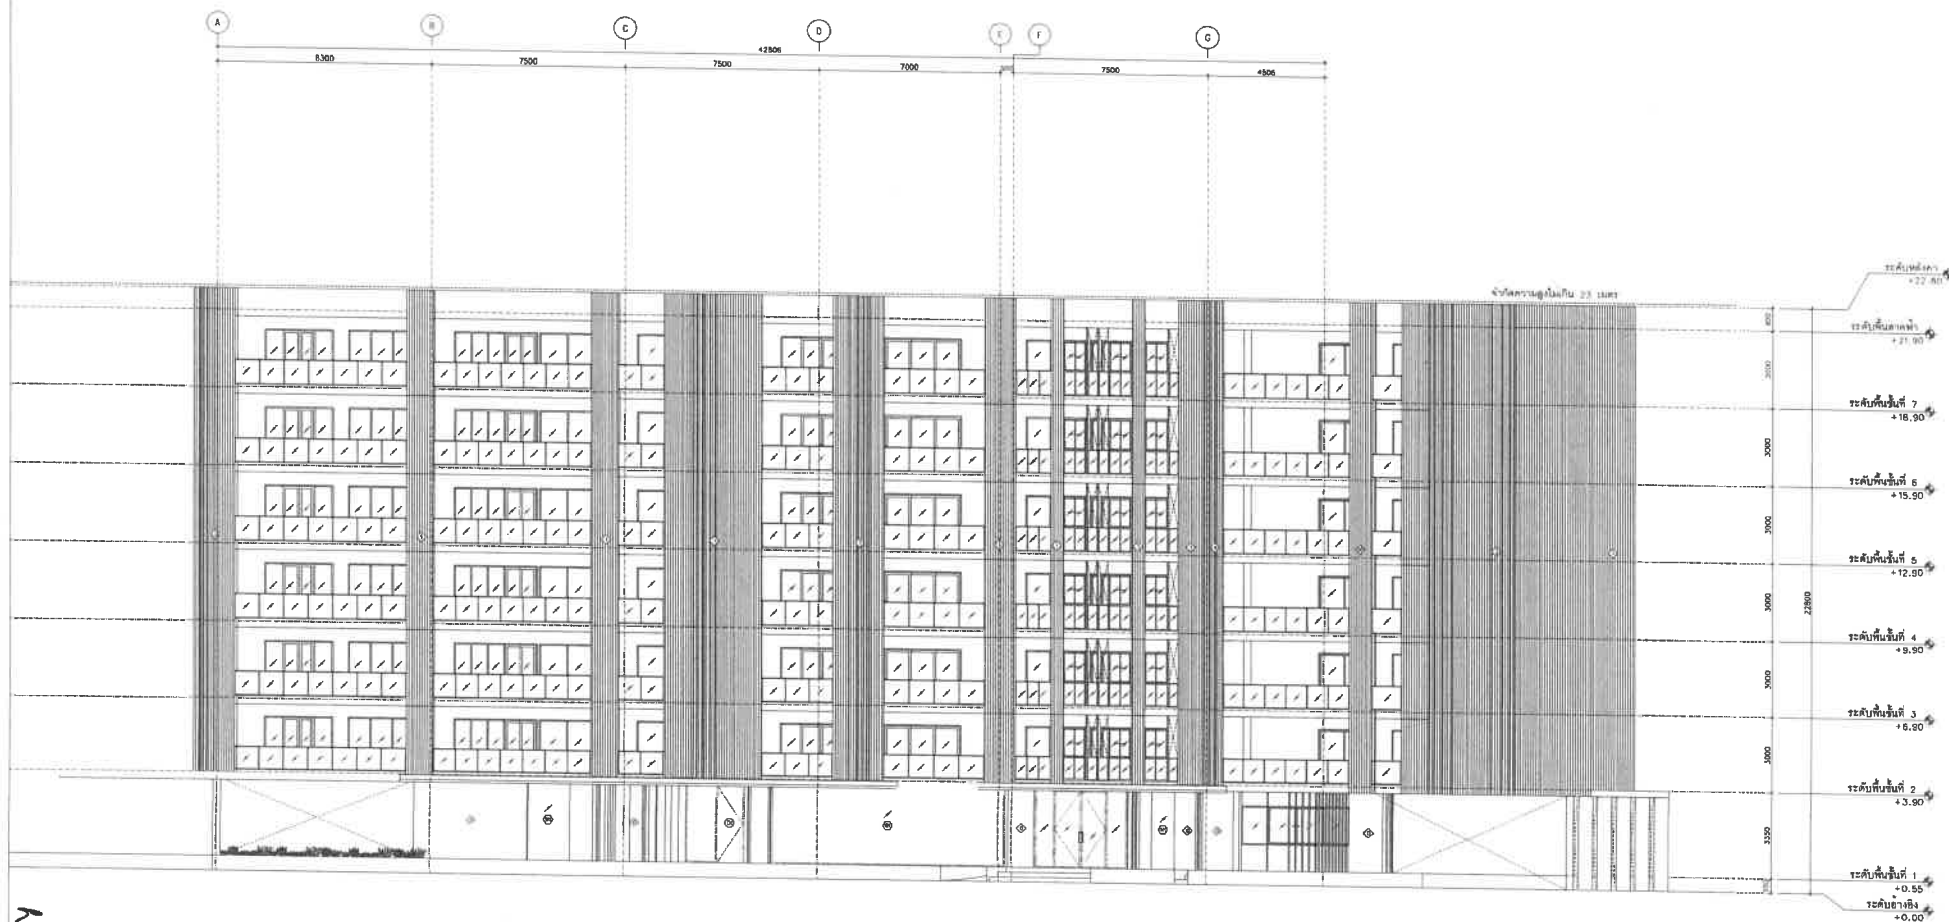 A B C D E F G
42806
8300 7500 7500 7000 7500 4506
ระดับหลังคา
+22.80
จำกัดความสูงไม่เกิน 23 เมตร
ระดับพื้นดาดฟ้า
+21.90
3000
ระดับพื้นชั้นที่ 7
+18.90
3000
ระดับพื้นชั้นที่ 6
+15.90
3000
ระดับพื้นชั้นที่ 5
+12.90
3000
22800
ระดับพื้นชั้นที่ 4
+9.90
3000
ระดับพื้นชั้นที่ 3
+6.90
3000
ระดับพื้นชั้นที่ 2
+3.90
3350
ระดับพื้นชั้นที่ 1
+0.55
ระดับอ้างอิง
+0.00